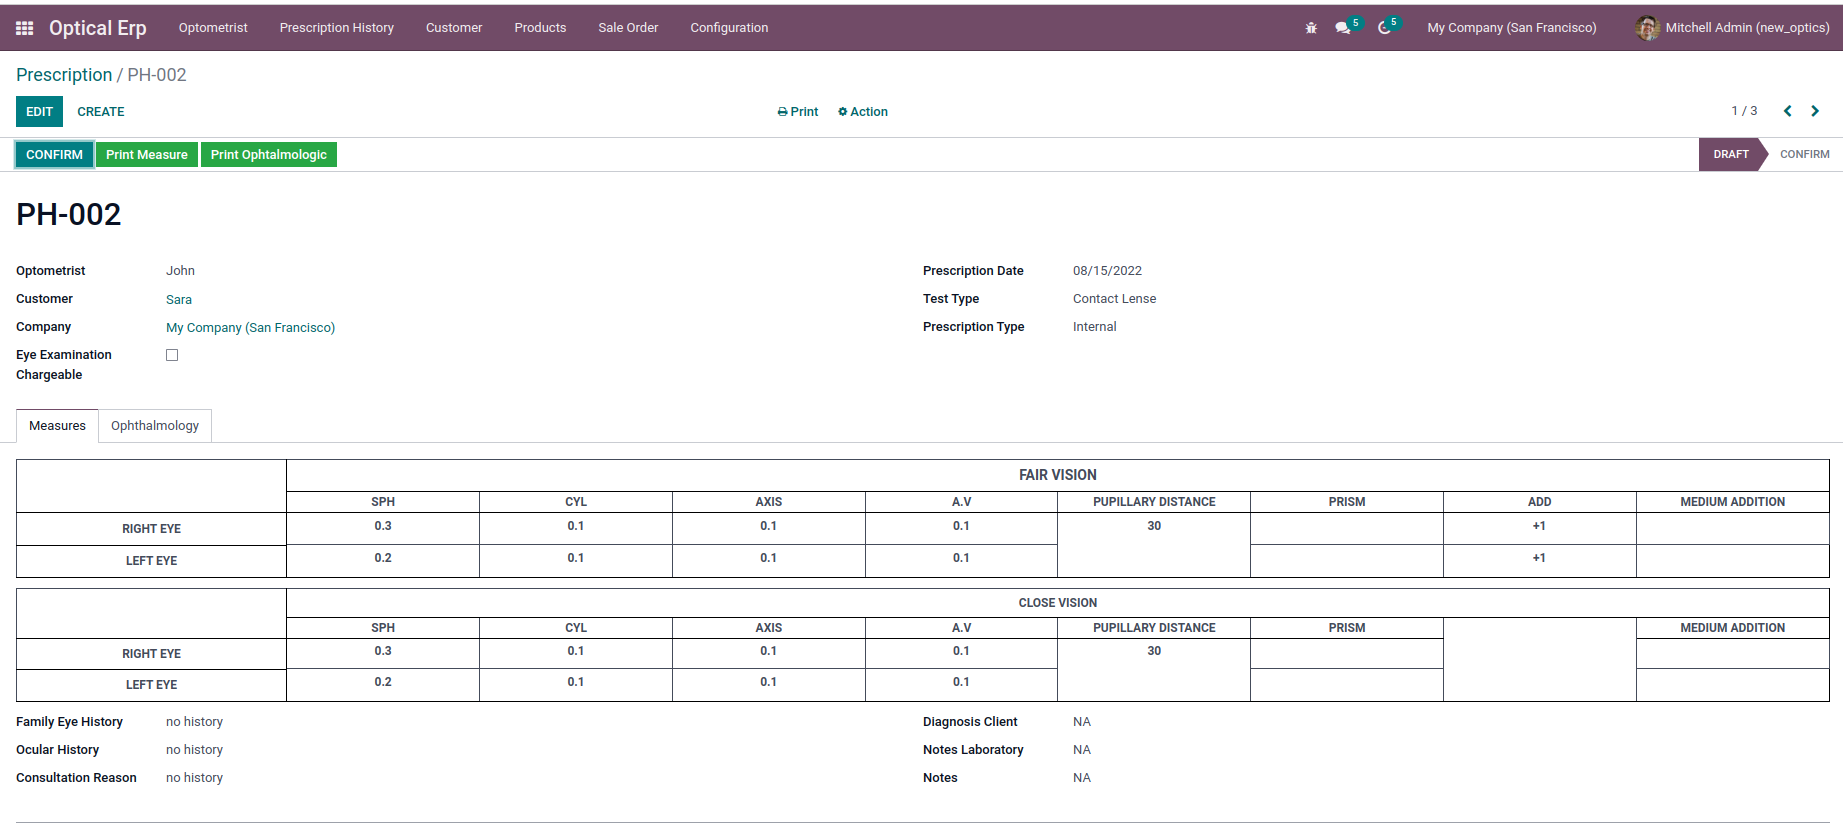 Optical Erp Optometrist Prescription History Customer Products Sale Order Configuration 5 5 My Company (San Francisco) Mitchell Admin (new_optics)
Prescription / PH-002
EDIT CREATE Print Action 1 / 3
CONFIRM Print Measure Print Ophtalmologic DRAFT CONFIRM
PH-002
Optometrist John Prescription Date 08/15/2022
Customer Sara Test Type Contact Lense
Company My Company (San Francisco) Prescription Type Internal
Eye Examination
Chargeable
Measures Ophthalmology
FAIR VISION
SPH CYL AXIS A.V PUPILLARY DISTANCE PRISM ADD MEDIUM ADDITION
RIGHT EYE 0.3 0.1 0.1 0.1 30 +1
LEFT EYE 0.2 0.1 0.1 0.1 +1
CLOSE VISION
SPH CYL AXIS A.V PUPILLARY DISTANCE PRISM MEDIUM ADDITION
RIGHT EYE 0.3 0.1 0.1 0.1 30
LEFT EYE 0.2 0.1 0.1 0.1
Family Eye History no history Diagnosis Client NA
Ocular History no history Notes Laboratory NA
Consultation Reason no history Notes NA